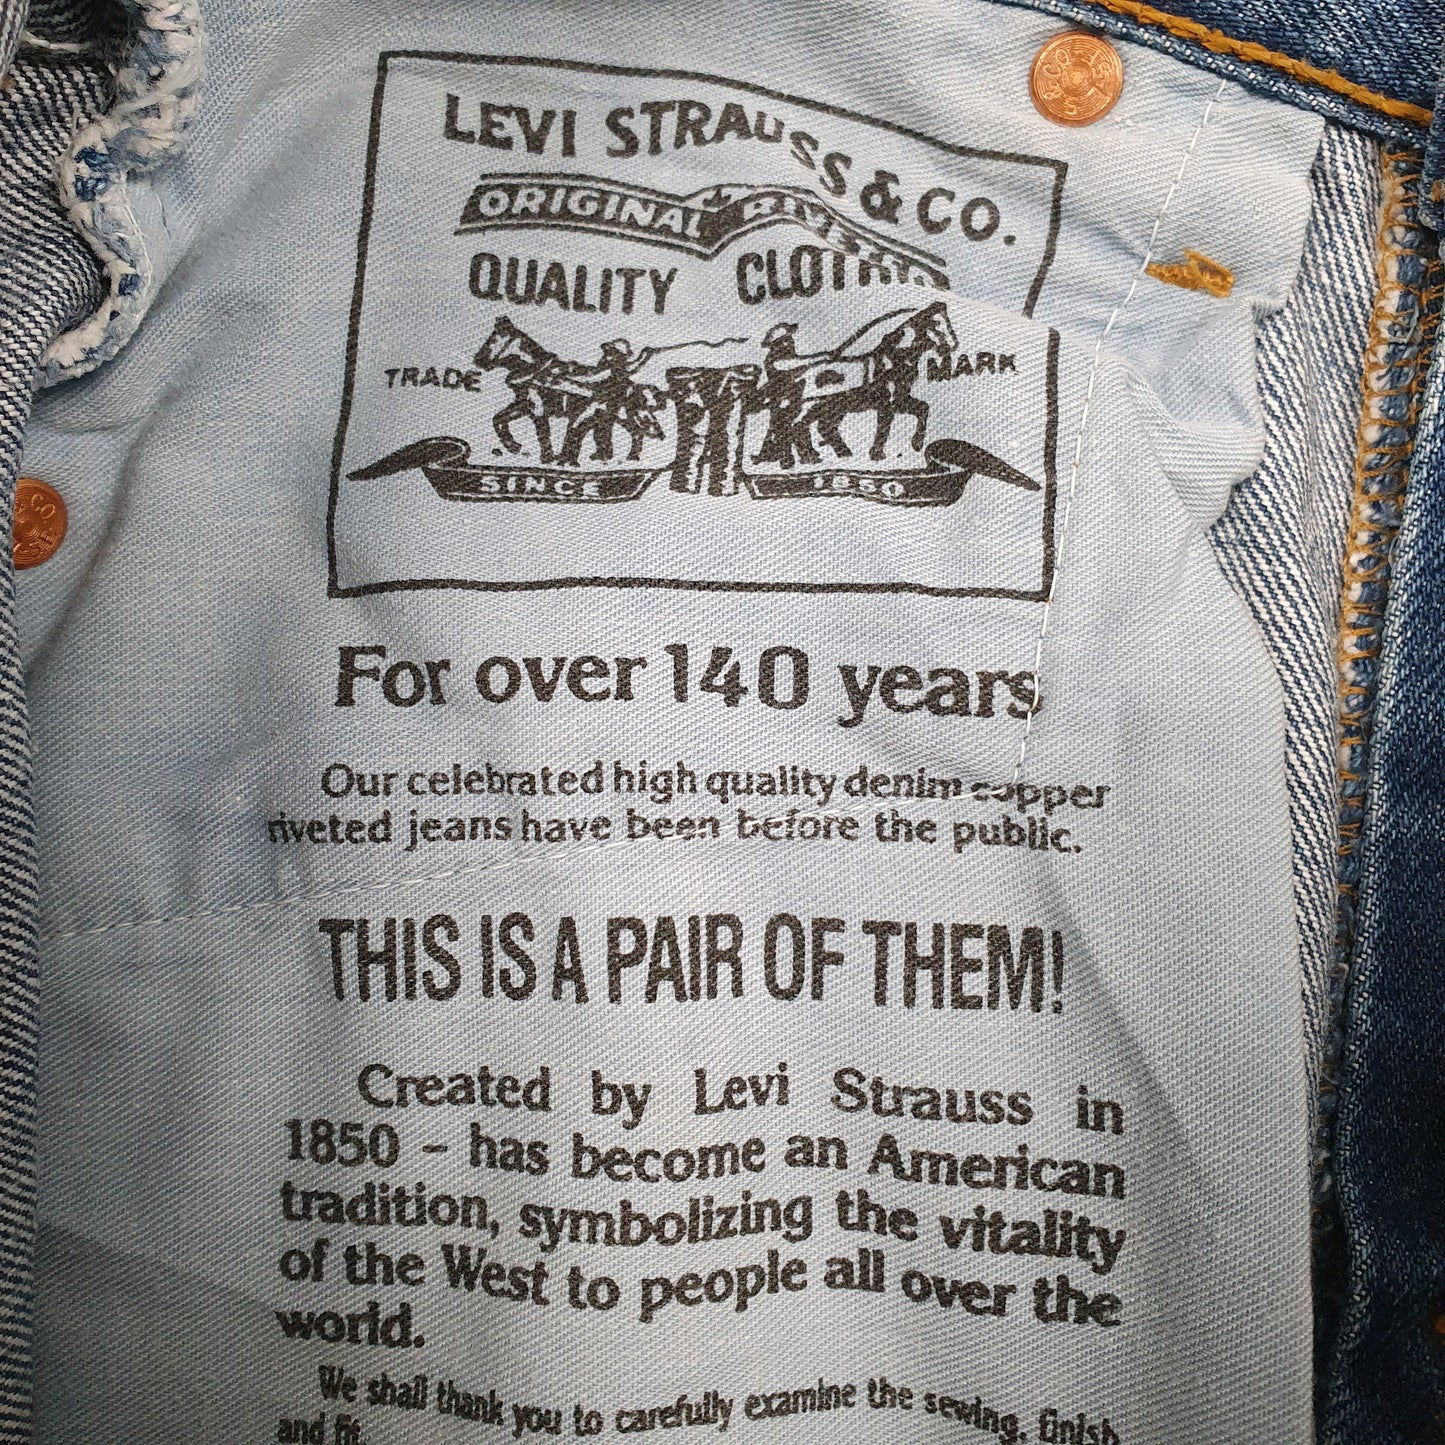 LEVI STRAUSS & CO.
ORIGINAL
QUALITY CLOTHING
TRADE MARK
SINCE 1850
For over 140 years
Our celebrated high quality denim copper
riveted jeans have been before the public.
THIS IS A PAIR OF THEM!
Created by Levi Strauss in
1850 – has become an American
tradition, symbolizing the vitality
of the West to people all over the
world.
We shall thank you to carefully examine the sewing, finish
and fit.